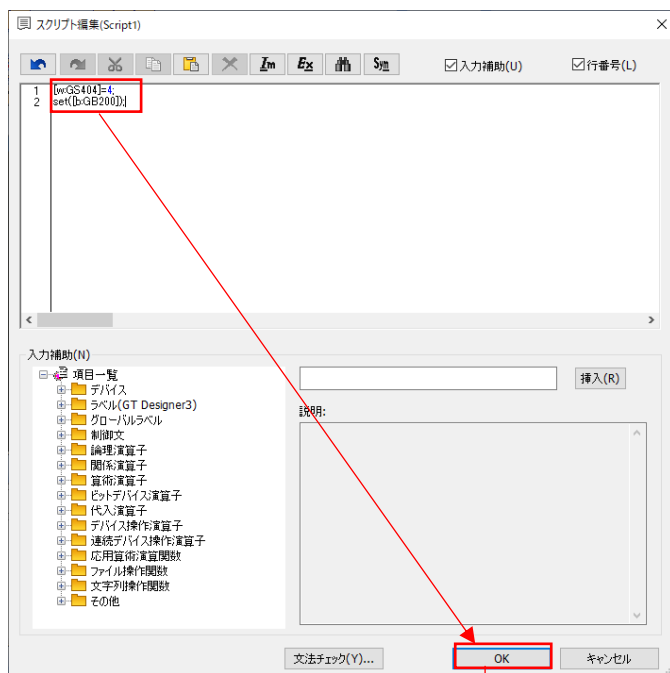 スクリプト編集(Script1)
Im Ex Sym 入力補助(U) 行番号(L)
1 [w:GS404]=4;
2 set([b:GB200]);
入力補助(N)
項目一覧
デバイス
ラベル(GT Designer3)
グローバルラベル
制御文
論理演算子
関係演算子
算術演算子
ビットデバイス演算子
代入演算子
デバイス操作演算子
連続デバイス操作演算子
応用算術演算関数
ファイル操作関数
文字列操作関数
その他
挿入(R)
説明:
文法チェック(Y)... OK キャンセル